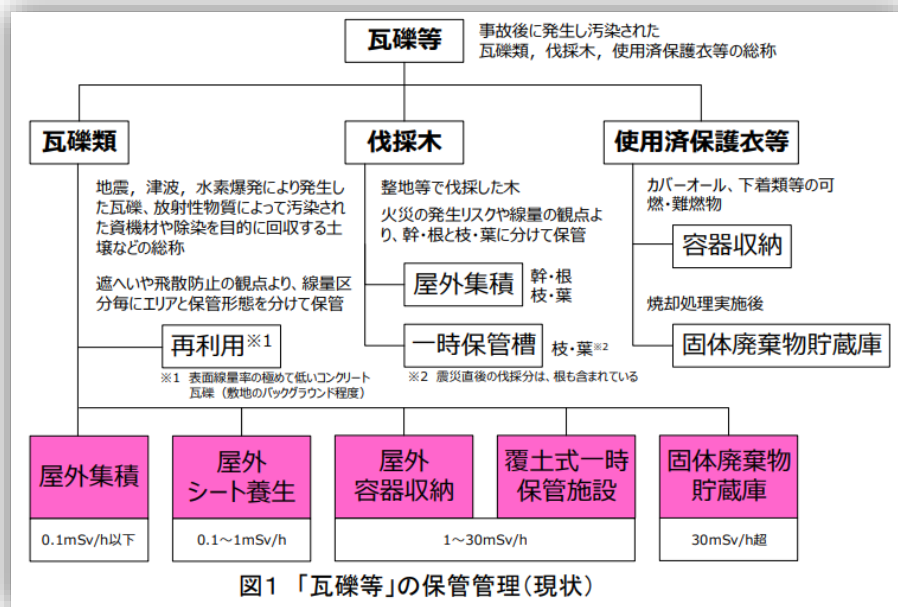 瓦礫等
事故後に発生し汚染された
瓦礫類，伐採木，使用済保護衣等の総称
瓦礫類
地震，津波，水素爆発により発生し
た瓦礫、放射性物質によって汚染され
た資機材や除染を目的に回収する土
壌などの総称
遮へいや飛散防止の観点より、線量区
分毎にエリアと保管形態を分けて保管
再利用※1
※1 表面線量率の極めて低いコンクリート
瓦礫（敷地のバックグラウンド程度）
伐採木
整地等で伐採した木
火災の発生リスクや線量の観点よ
り、幹・根と枝・葉に分けて保管
屋外集積
幹・根
枝・葉
一時保管槽
枝・葉※2
※2 震災直後の伐採分は、根も含まれている
使用済保護衣等
カバーオール、下着類等の可
燃・難燃物
容器収納
焼却処理実施後
固体廃棄物貯蔵庫
屋外集積
0.1mSv/h以下
屋外
シート養生
0.1～1mSv/h
屋外
容器収納
覆土式一時
保管施設
1～30mSv/h
固体廃棄物
貯蔵庫
30mSv/h超
図1 「瓦礫等」の保管管理（現状）